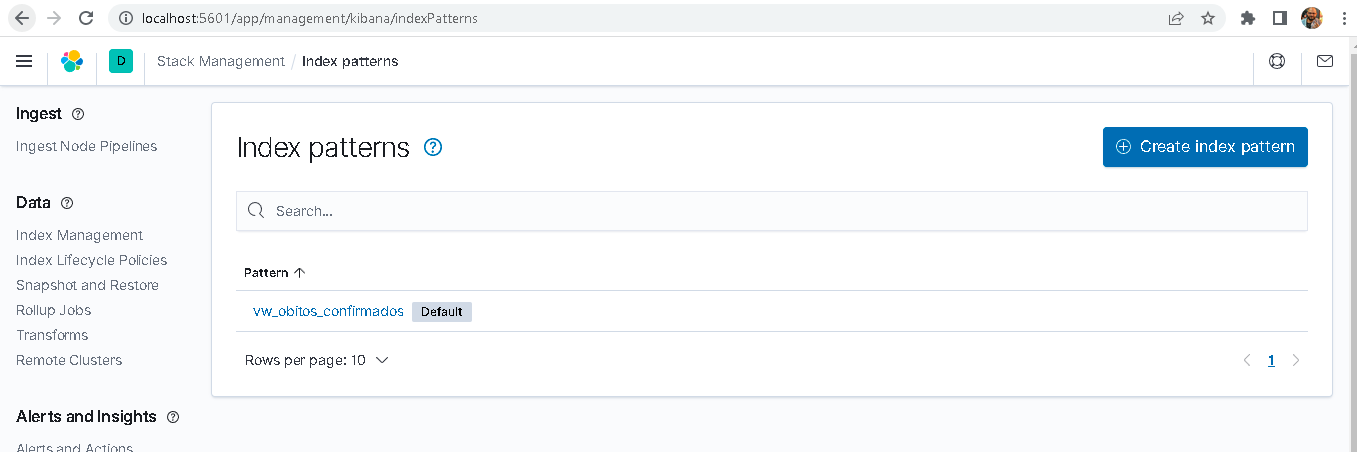 localhost:5601/app/management/kibana/indexPatterns
D Stack Management / Index patterns
Ingest
Ingest Node Pipelines
Data
Index Management
Index Lifecycle Policies
Snapshot and Restore
Rollup Jobs
Transforms
Remote Clusters
Alerts and Insights
Alerts and Actions
Index patterns
Create index pattern
Search...
Pattern
vw_obitos_confirmados Default
Rows per page: 10
1